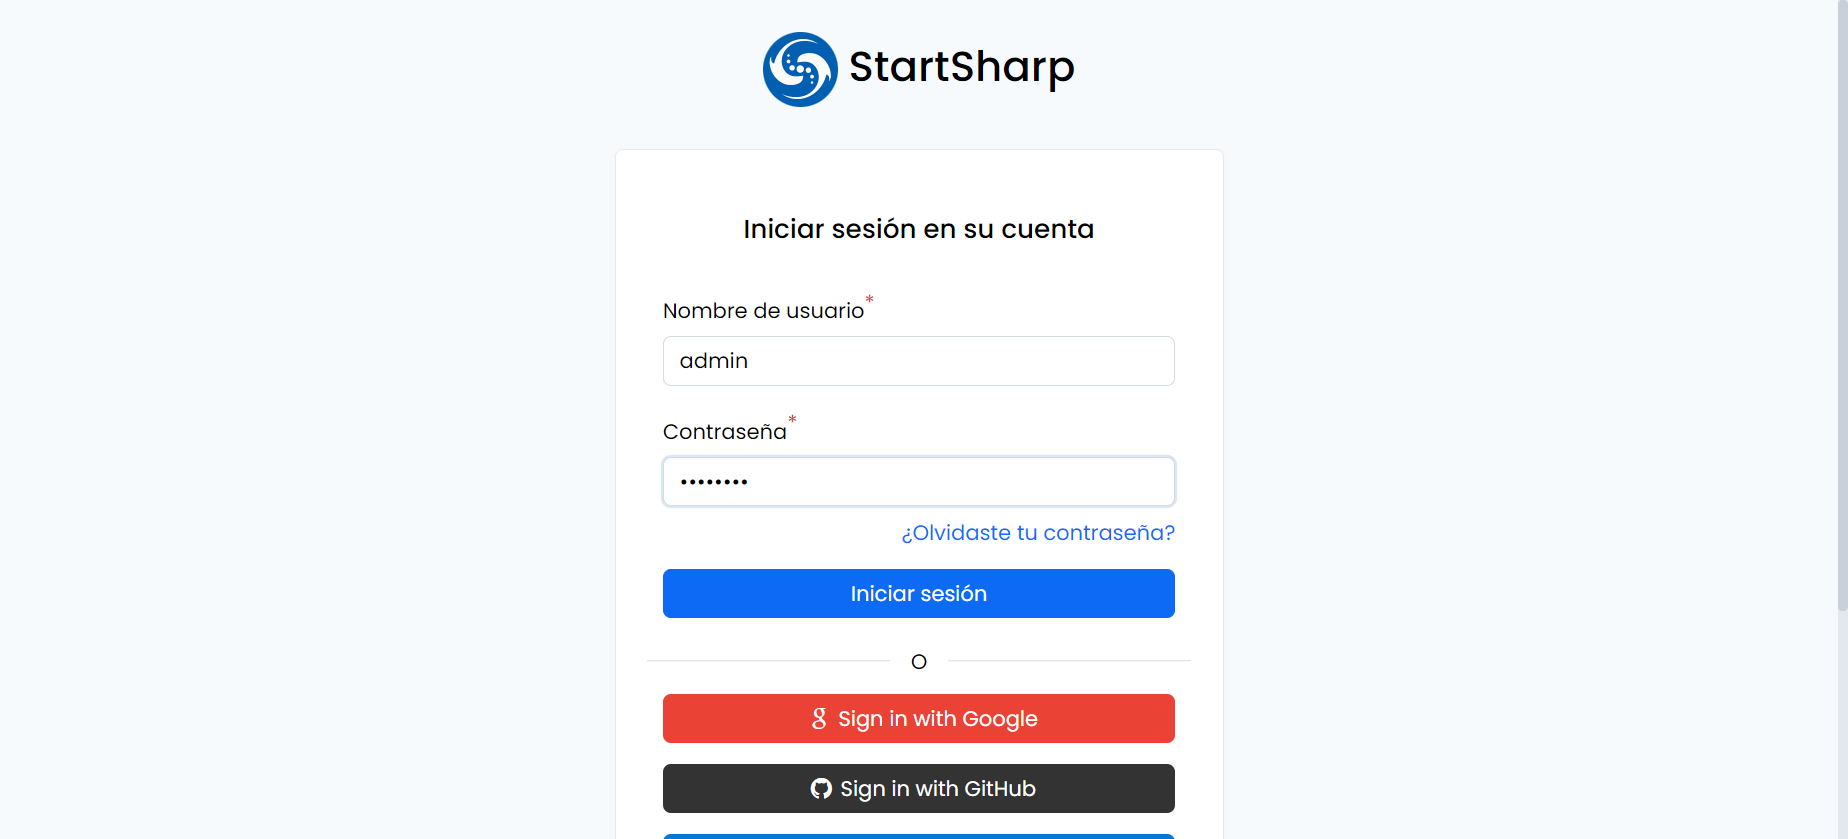 StartSharp
Iniciar sesión en su cuenta
Nombre de usuario*
admin
Contraseña*
••••••••
¿Olvidaste tu contraseña?
Iniciar sesión
O
Sign in with Google
Sign in with GitHub